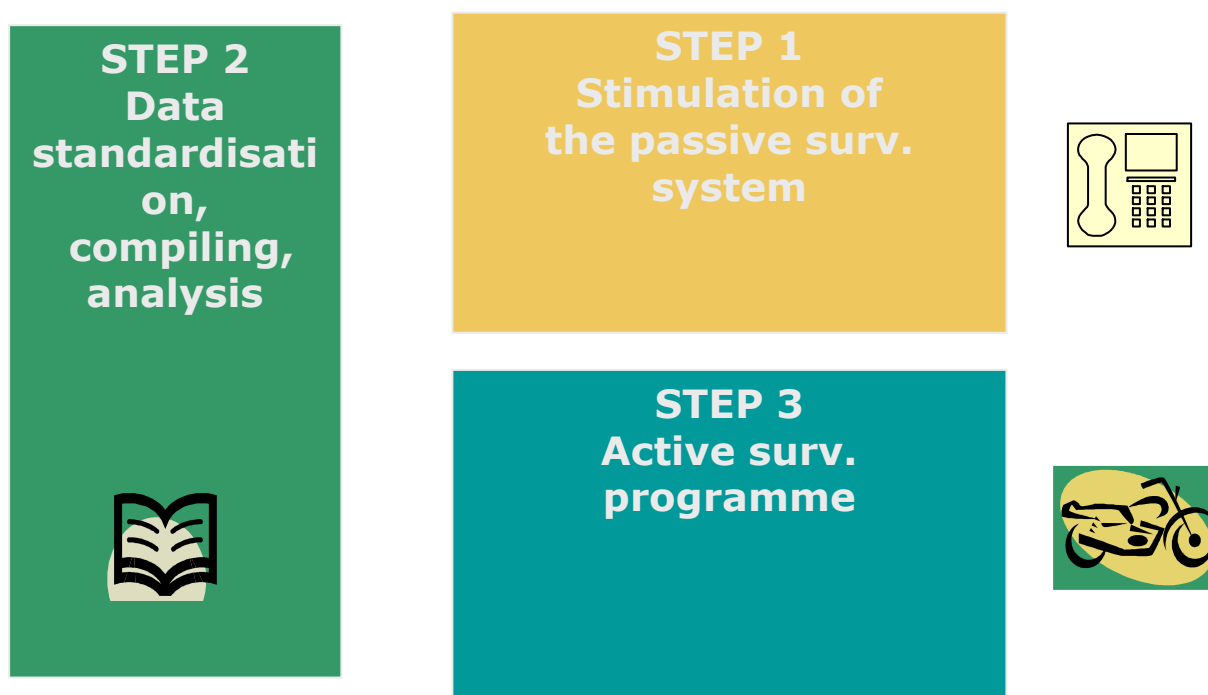 STEP 2
Data
standardisati
on,
compiling,
analysis
STEP 1
Stimulation of
the passive surv.
system
STEP 3
Active surv.
programme